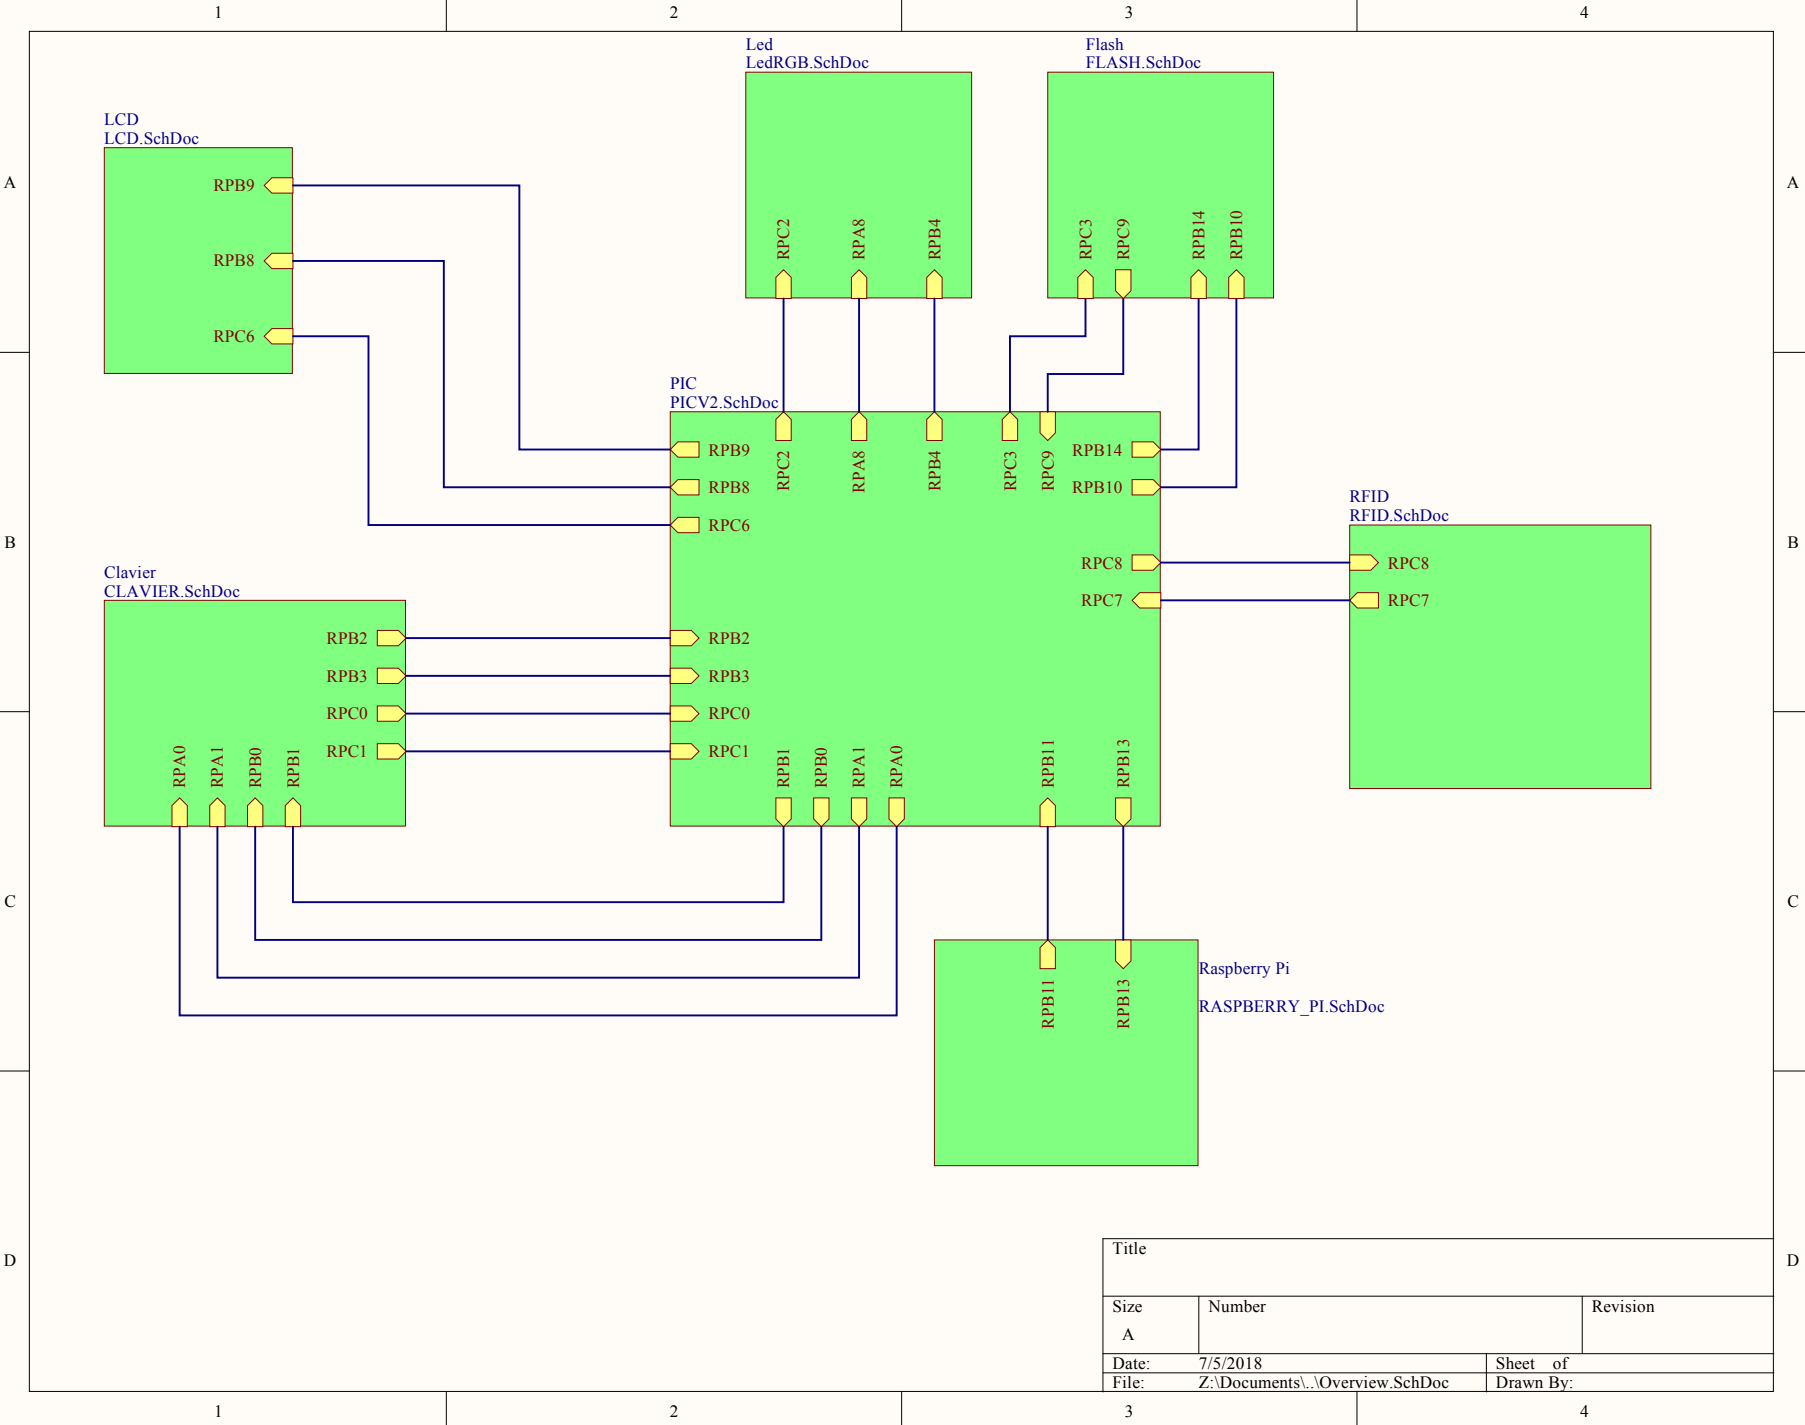 1 2 3 4
Led
LedRGB.SchDoc
Flash
FLASH.SchDoc
LCD
LCD.SchDoc
A A
RPB9
RPB8
RPC6
RPC2 RPA8 RPB4
RPC3 RPC9 RPB14 RPB10
PIC
PICV2.SchDoc
RPB9
RPB8
RPC6
RPC2 RPA8 RPB4 RPC3 RPC9
RPB14
RPB10
RFID
RFID.SchDoc
B B
RPC8
RPC7
RPC8
RPC7
Clavier
CLAVIER.SchDoc
RPB2
RPB3
RPC0
RPC1
RPA0 RPA1 RPB0 RPB1
RPB2
RPB3
RPC0
RPC1
RPB1 RPB0 RPA1 RPA0
RPB11 RPB13
C C
RPB11 RPB13
Raspberry Pi
RASPBERRY_PI.SchDoc
D D
Title
Size Number Revision
A
Date: 7/5/2018 Sheet of
File: Z:\Documents\..\Overview.SchDoc Drawn By:
1 2 3 4